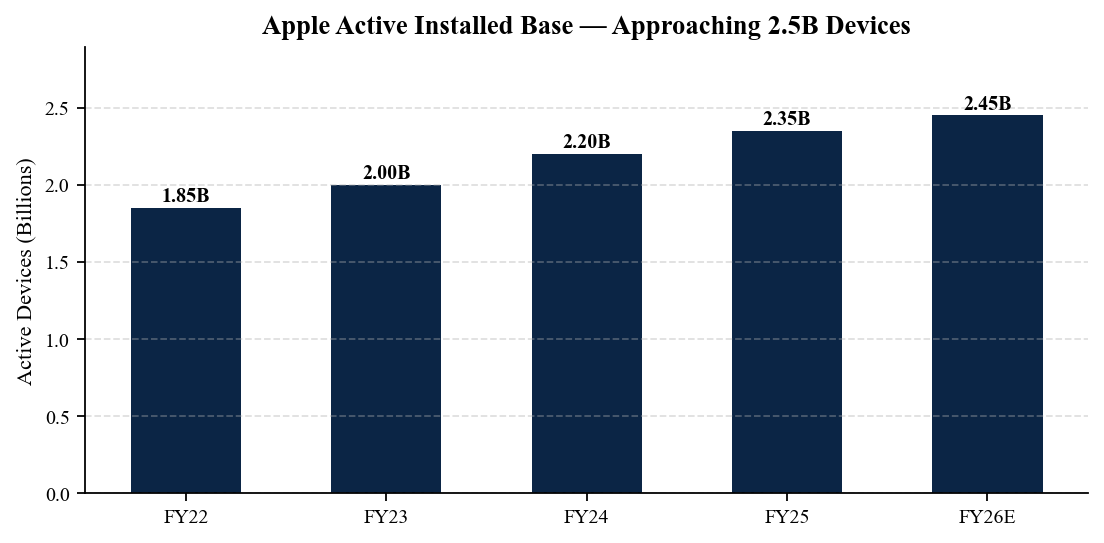 Apple Active Installed Base — Approaching 2.5B Devices
Active Devices (Billions)
2.5
2.0
1.5
1.0
0.5
0.0
1.85B
2.00B
2.20B
2.35B
2.45B
FY22
FY23
FY24
FY25
FY26E